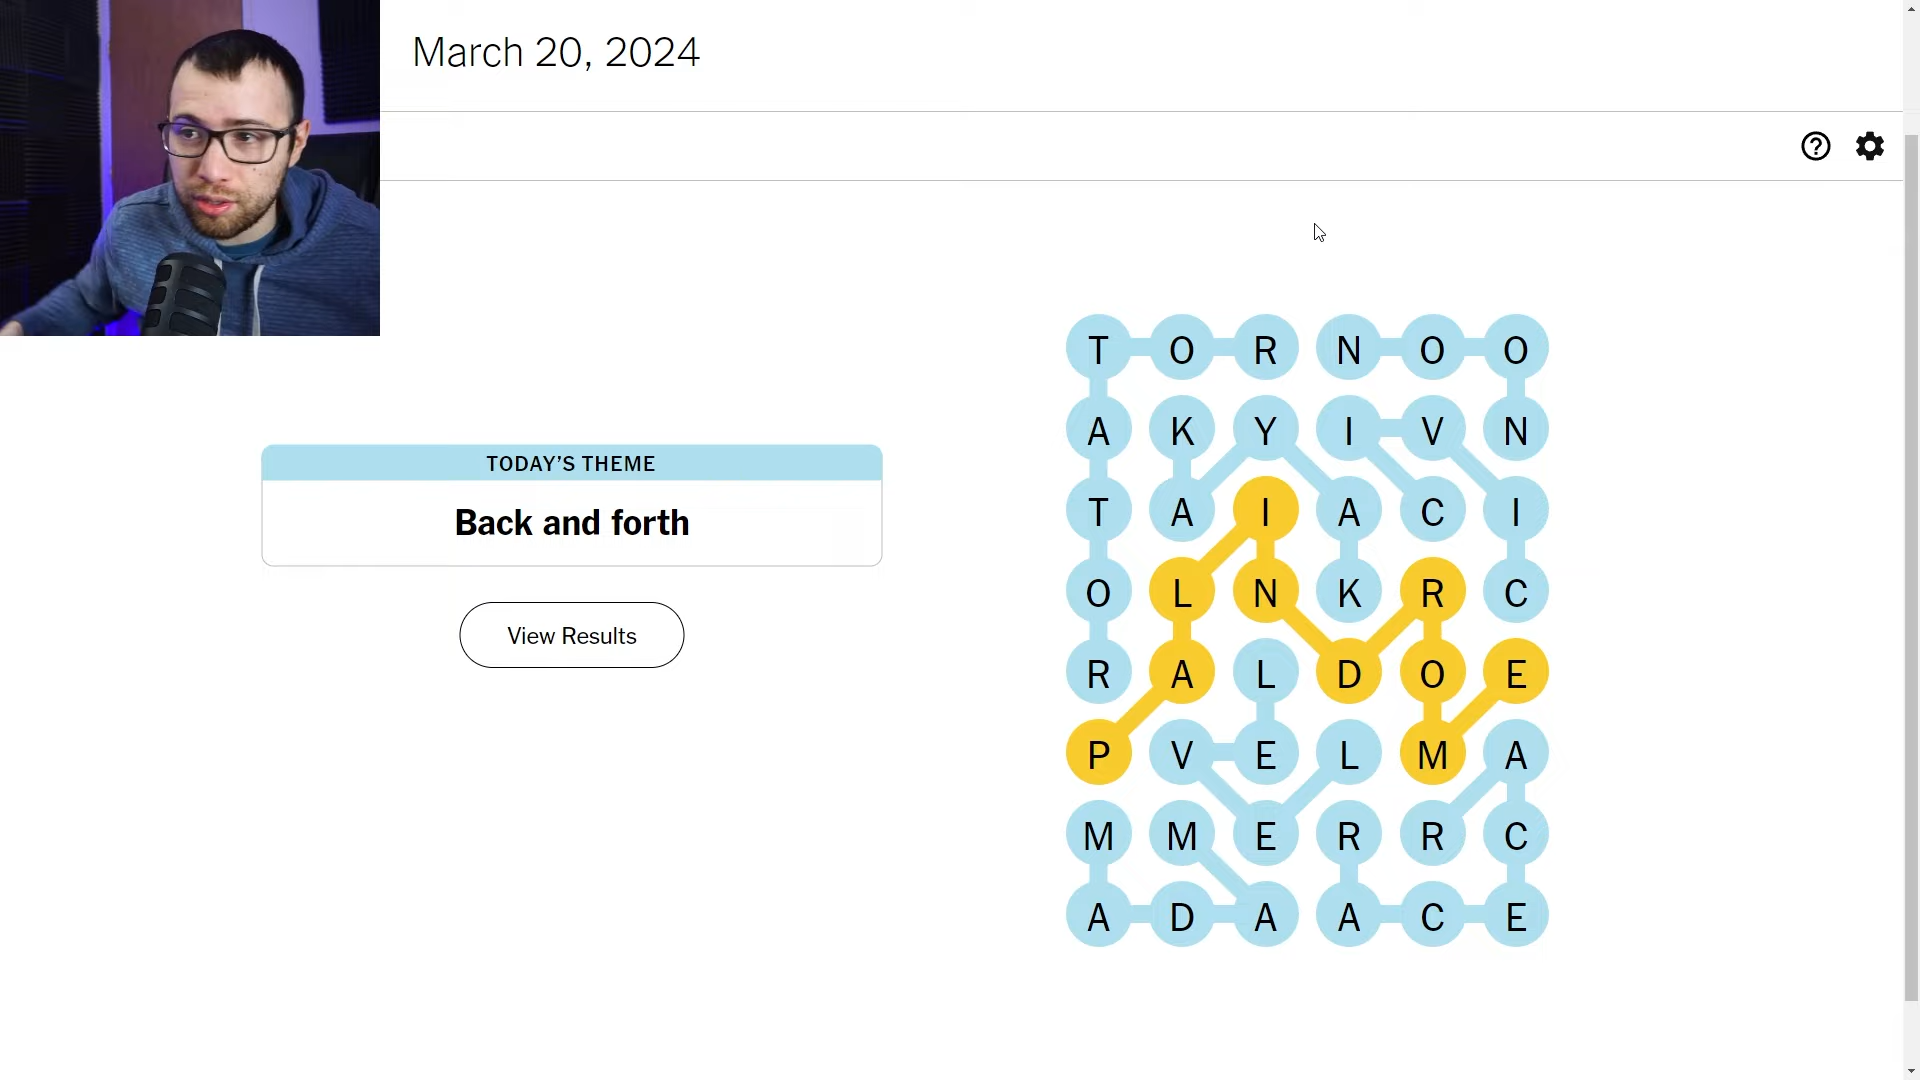 March 20, 2024
TODAY'S THEME
Back and forth
View Results
T O R N O O
A K Y I V N
T A I A C I
O L N K R C
R A L D O E
P V E L M A
M M E R R C
A D A A C E